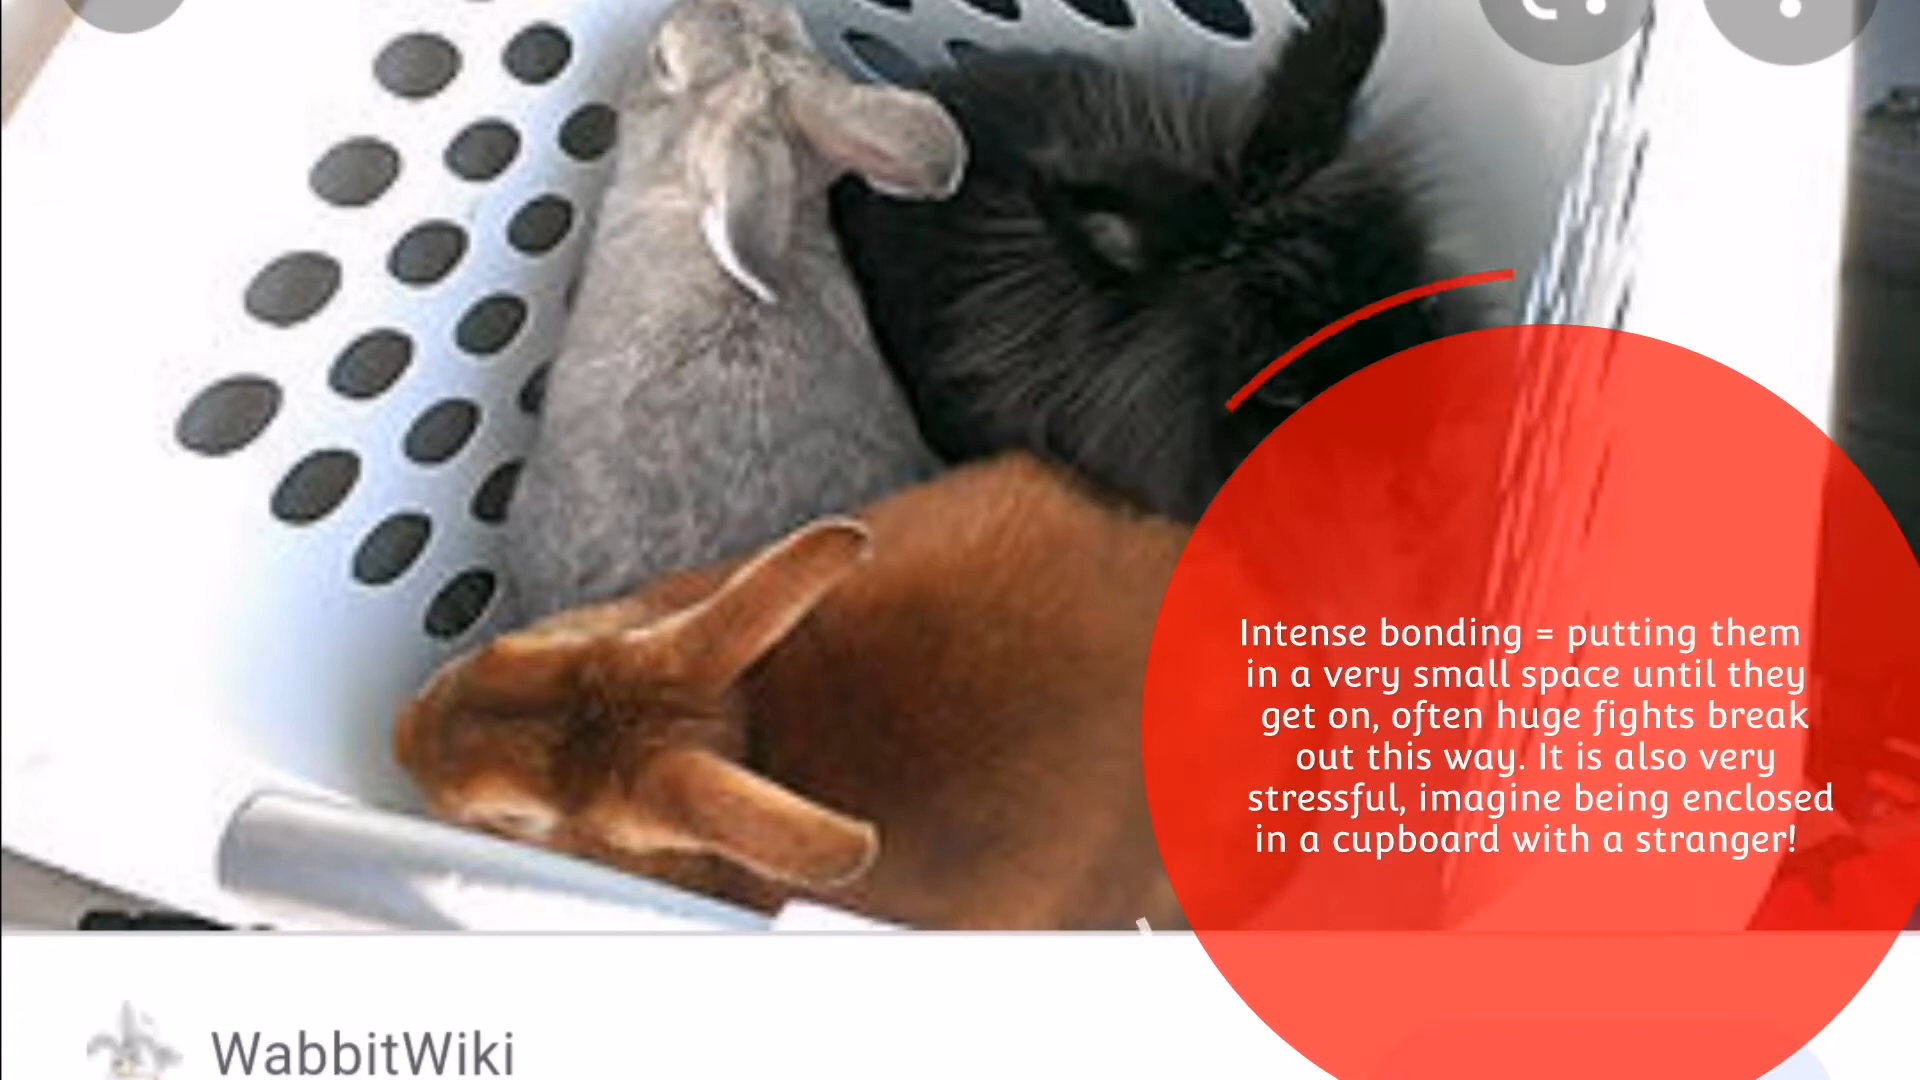 Intense bonding = putting them
in a very small space until they
get on, often huge fights break
out this way. It is also very
stressful, imagine being enclosed
in a cupboard with a stranger!
WabbitWiki